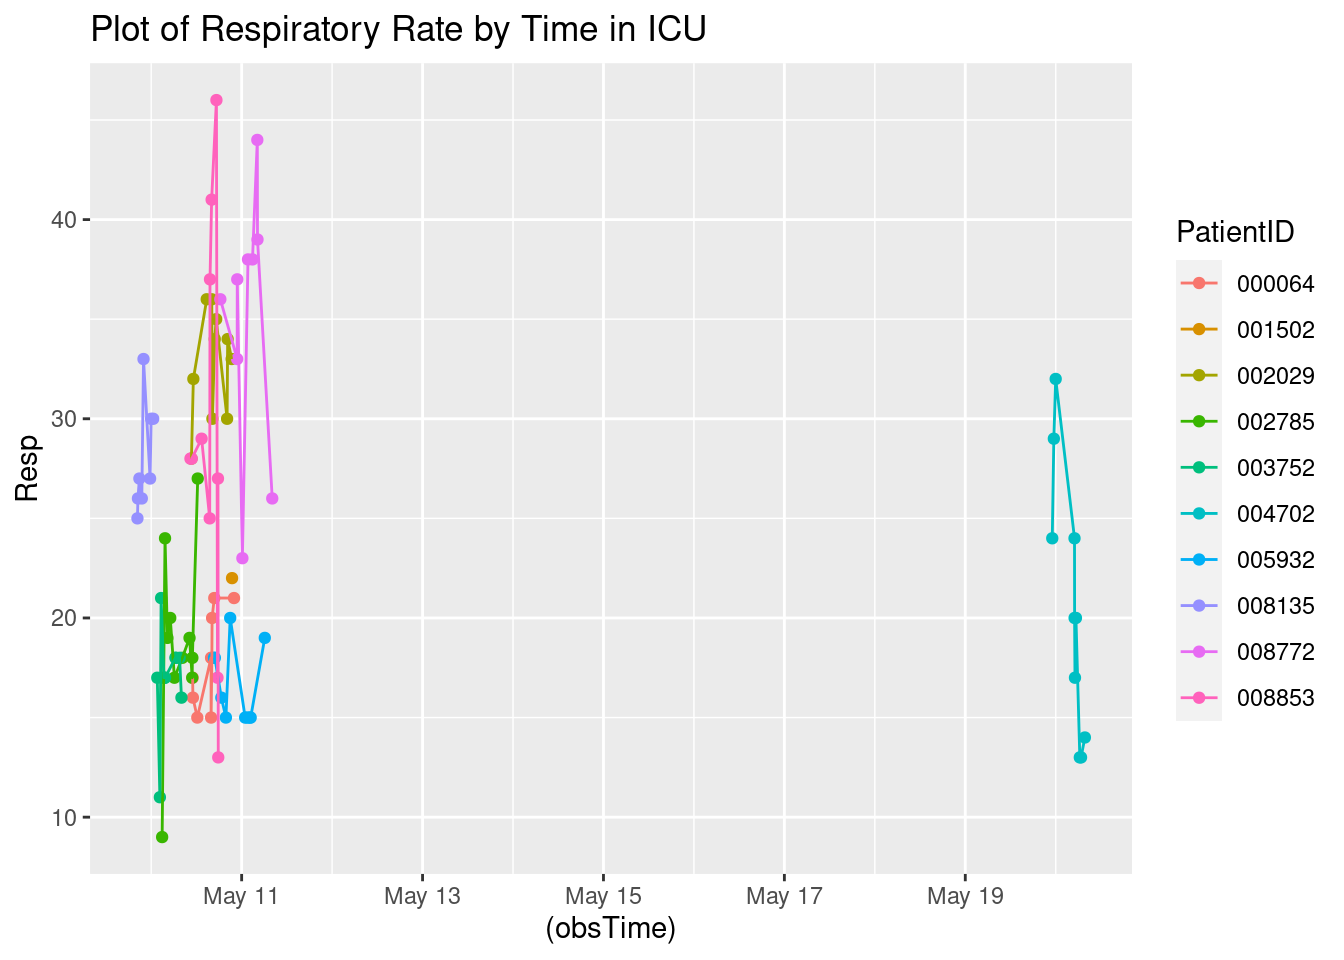 Plot of Respiratory Rate by Time in ICU
40
30
20
10
Resp
May 11
May 13
May 15
May 17
May 19
(obsTime)
PatientID
000064
001502
002029
002785
003752
004702
005932
008135
008772
008853